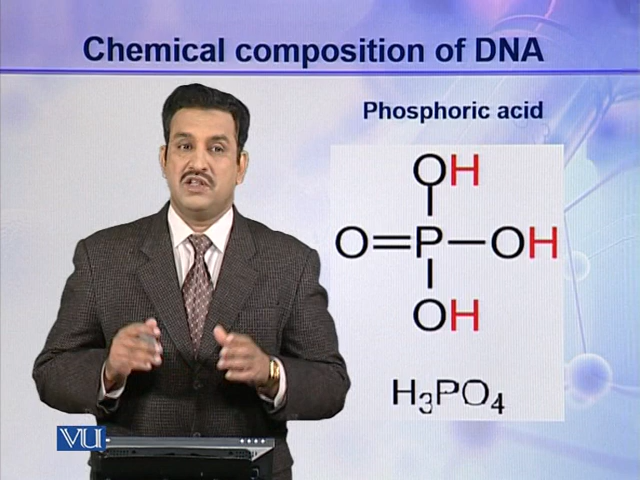 Chemical composition of DNA
Phosphoric acid
OH
O=P–OH
OH
H₃PO₄
VU